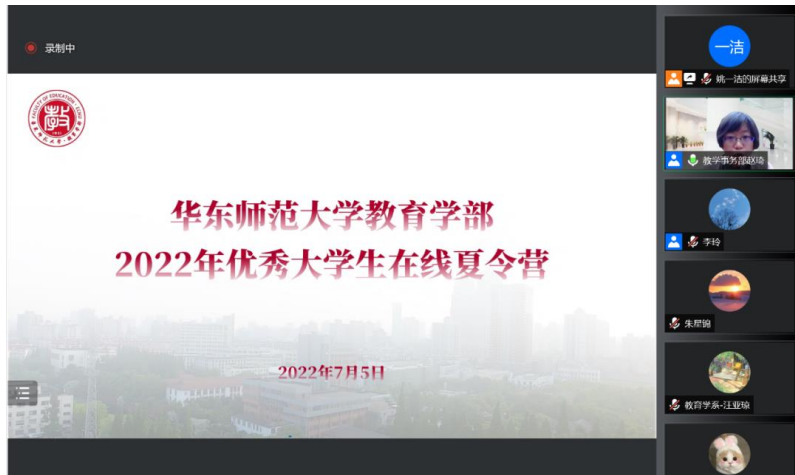 录制中
华东师范大学教育学部
2022年优秀大学生在线夏令营
2022年7月5日
一洁
姚一洁的屏幕共享
教学事务部赵琦
李玲
朱星锦
教育学系-汪亚琼